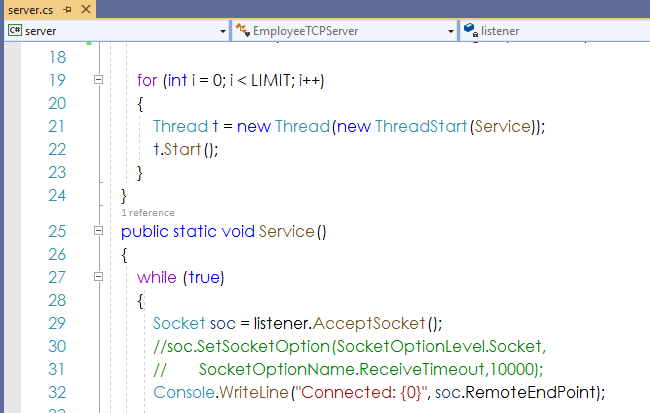 server.cs
C# server EmployeeTCPServer listener
18
19 for (int i = 0; i < LIMIT; i++)
20 {
21 Thread t = new Thread(new ThreadStart(Service));
22 t.Start();
23 }
24 }
1 reference
25 public static void Service()
26 {
27 while (true)
28 {
29 Socket soc = listener.AcceptSocket();
30 //soc.SetSocketOption(SocketOptionLevel.Socket,
31 // SocketOptionName.ReceiveTimeout,10000);
32 Console.WriteLine("Connected: {0}", soc.RemoteEndPoint);